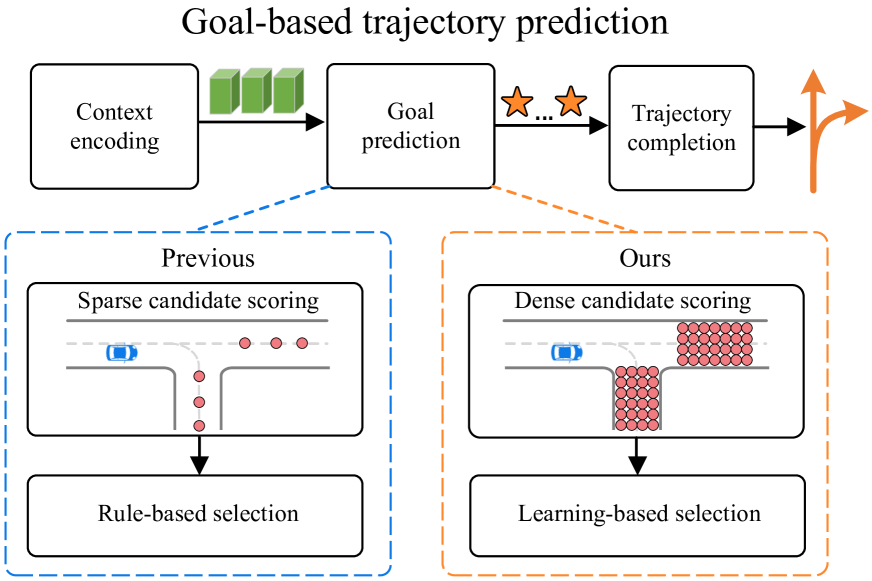 Goal-based trajectory prediction
Context
encoding
Goal
prediction
...
Trajectory
completion
Previous
Sparse candidate scoring
Rule-based selection
Ours
Dense candidate scoring
Learning-based selection